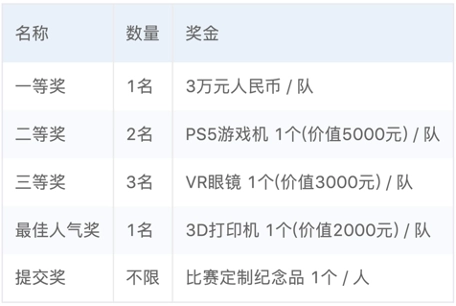 名称 数量 奖金
一等奖 1名 3万元人民币 / 队
二等奖 2名 PS5游戏机 1个(价值5000元) / 队
三等奖 3名 VR眼镜 1个(价值3000元) / 队
最佳人气奖 1名 3D打印机 1个(价值2000元) / 队
提交奖 不限 比赛定制纪念品 1个 / 人